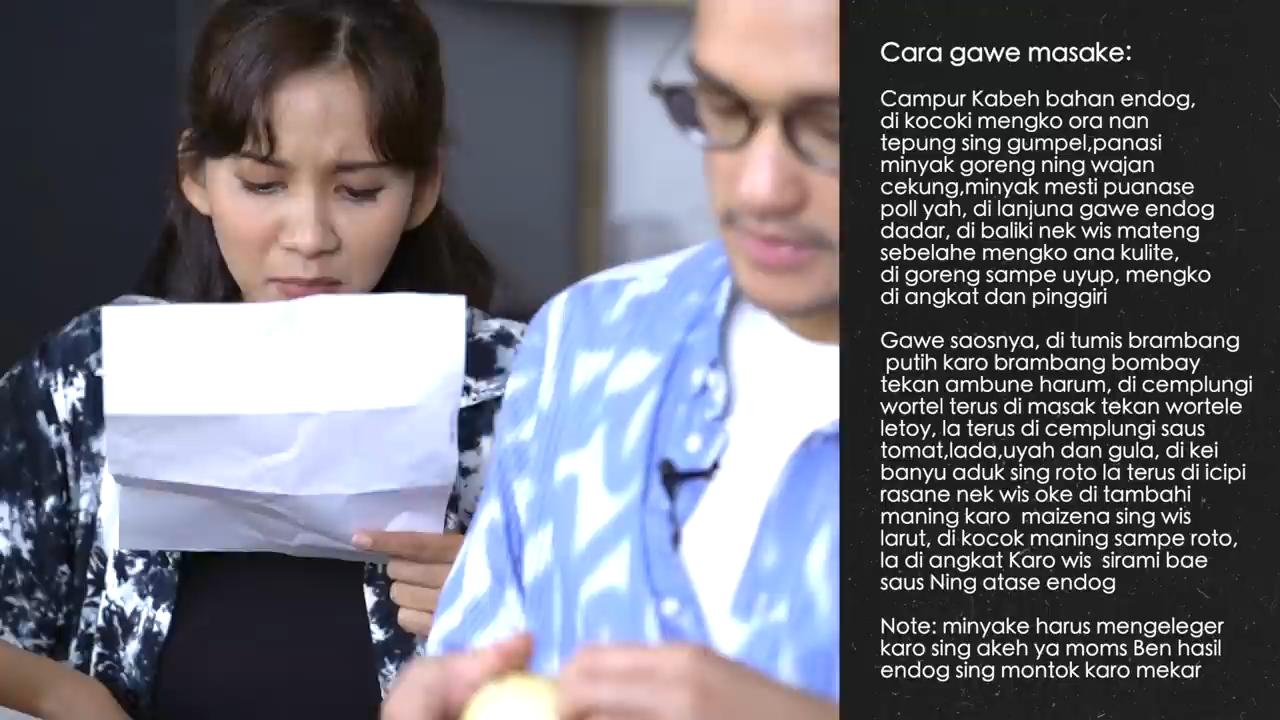 Cara gawe masake:
Campur Kabeh bahan endog,
di kocoki mengko ora nan
tepung sing gumpel,panasi
minyak goreng ning wajan
cekung,minyak mesti puanase
poll yah, di lanjuna gawe endog
dadar, di baliki nek wis mateng
sebelahe mengko ana kulite,
di goreng sampe uyup, mengko
di angkat dan pinggiri
Gawe saosnya, di tumis brambang
putih karo brambang bombay
tekan ambune harum, di cemplungi
wortel terus di masak tekan wortele
letoy, la terus di cemplungi saus
tomat,lada,uyah dan gula, di kei
banyu aduk sing roto la terus di icipi
rasane nek wis oke di tambahi
maning karo  maizena sing wis
larut, di kocok maning sampe roto,
la di angkat Karo wis  sirami bae
saus Ning atase endog
Note: minyake harus mengeleger
karo sing akeh ya moms Ben hasil
endog sing montok karo mekar